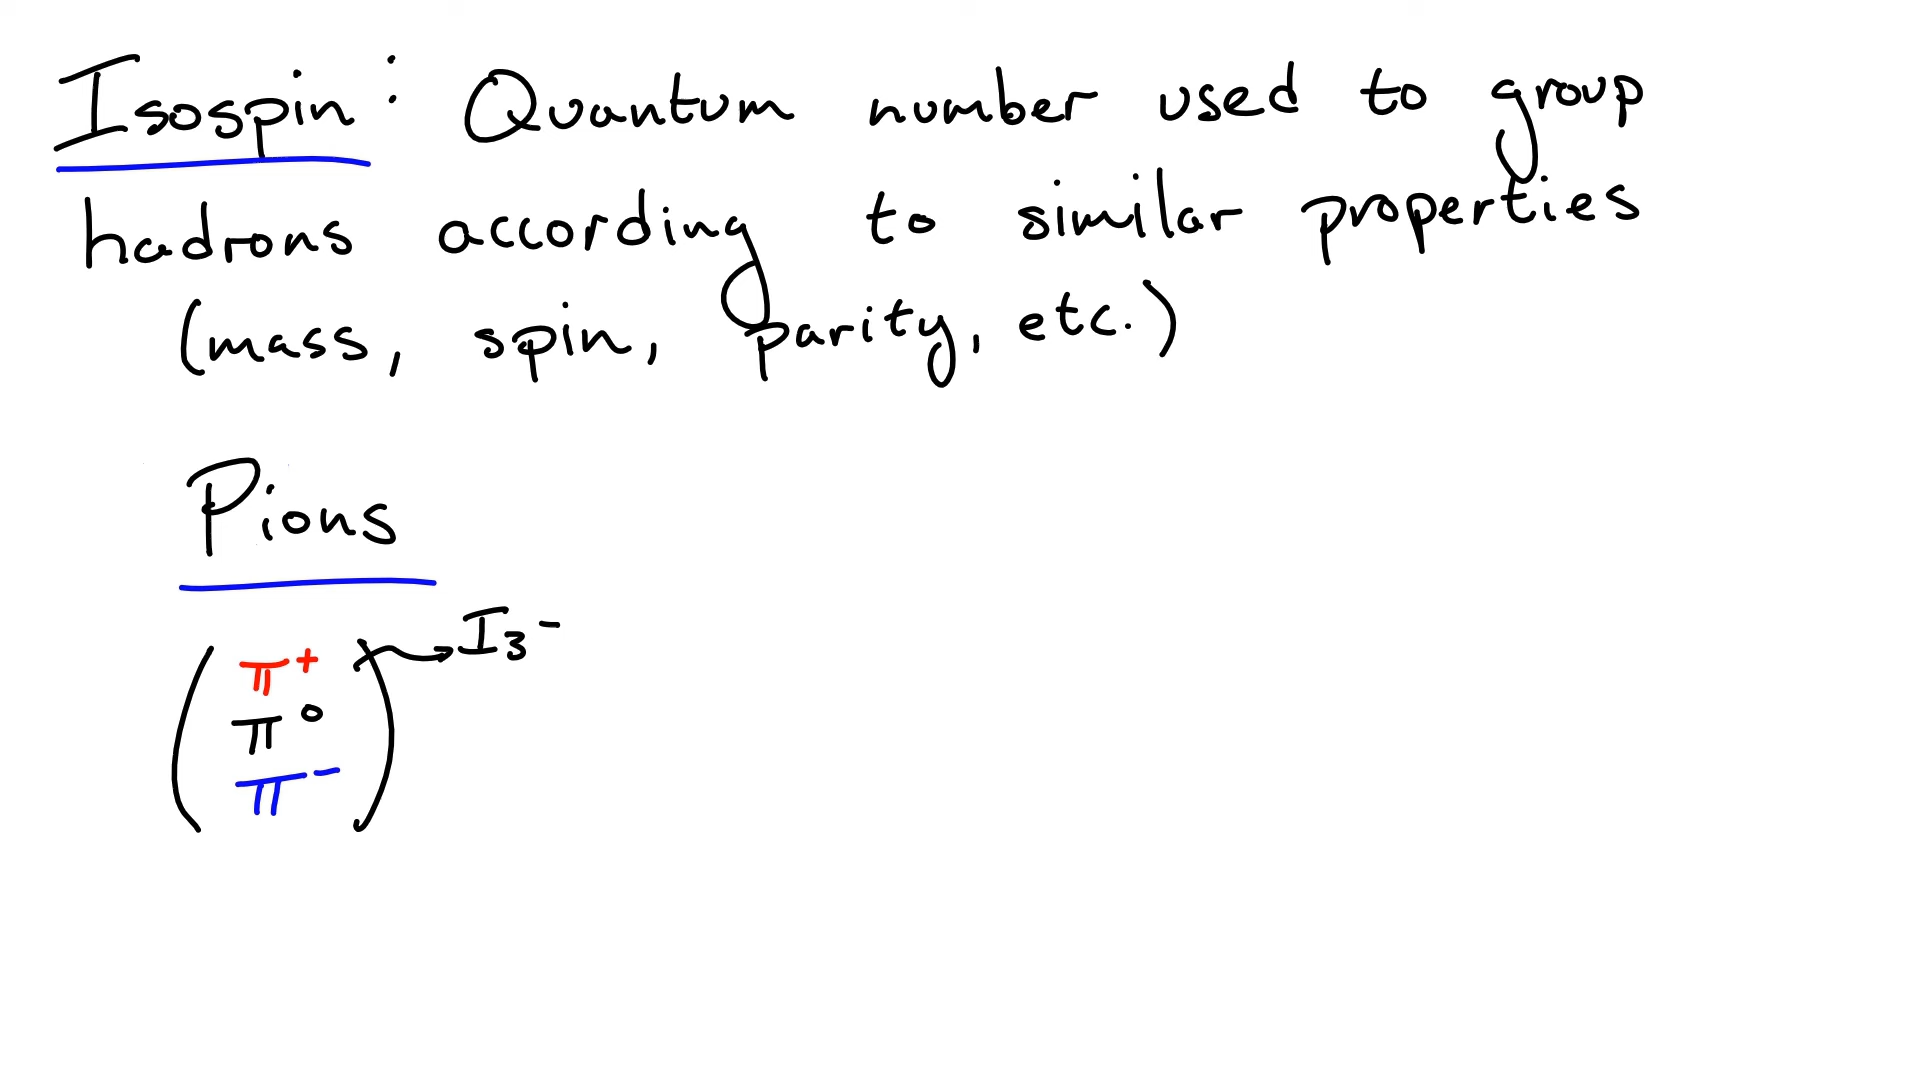 Isospin: Quantum number used to group
hadrons according to similar properties
(mass, spin, parity, etc.)
Pions
π⁺ I₃ -
π⁰
π⁻